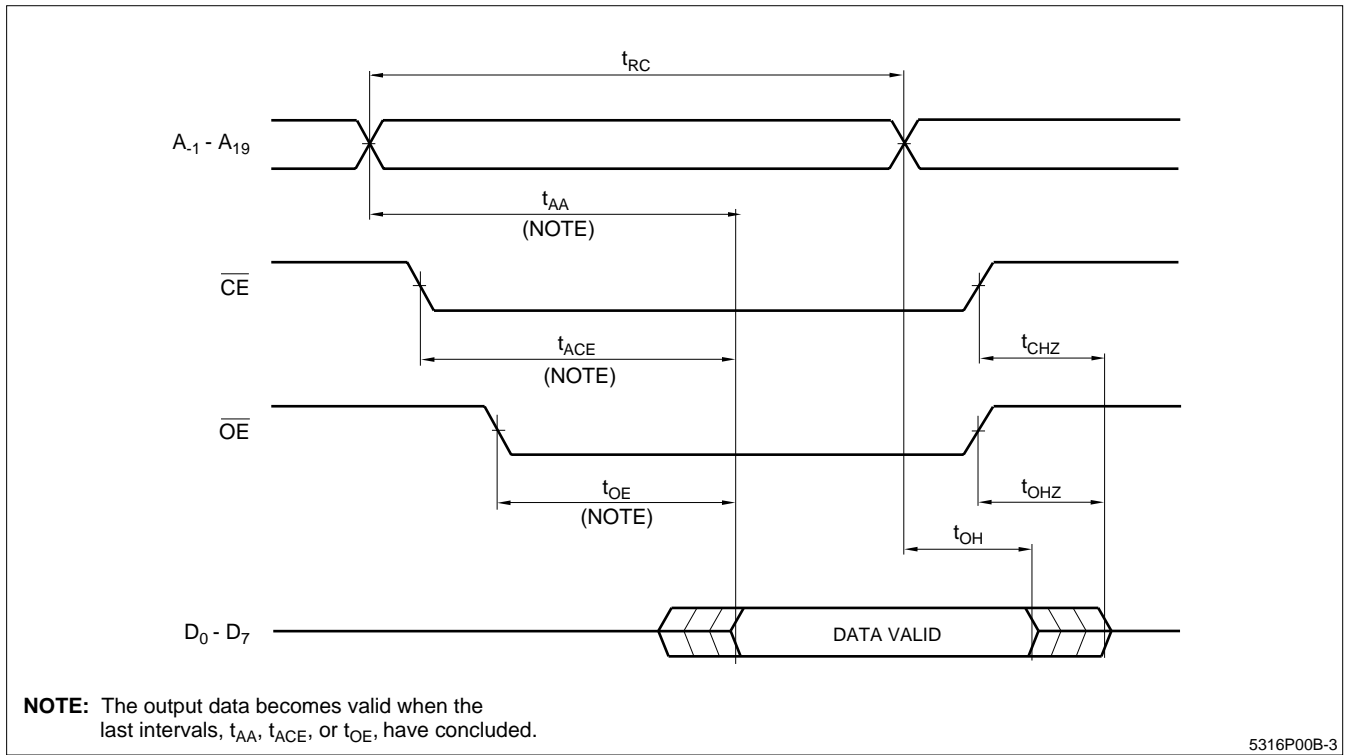 tRC
A-1 - A19
tAA
(NOTE)
CE
tACE
(NOTE)
tCHZ
OE
tOE
(NOTE)
tOHZ
tOH
D0 - D7
DATA VALID
NOTE: The output data becomes valid when the
last intervals, tAA, tACE, or tOE, have concluded.
5316P00B-3